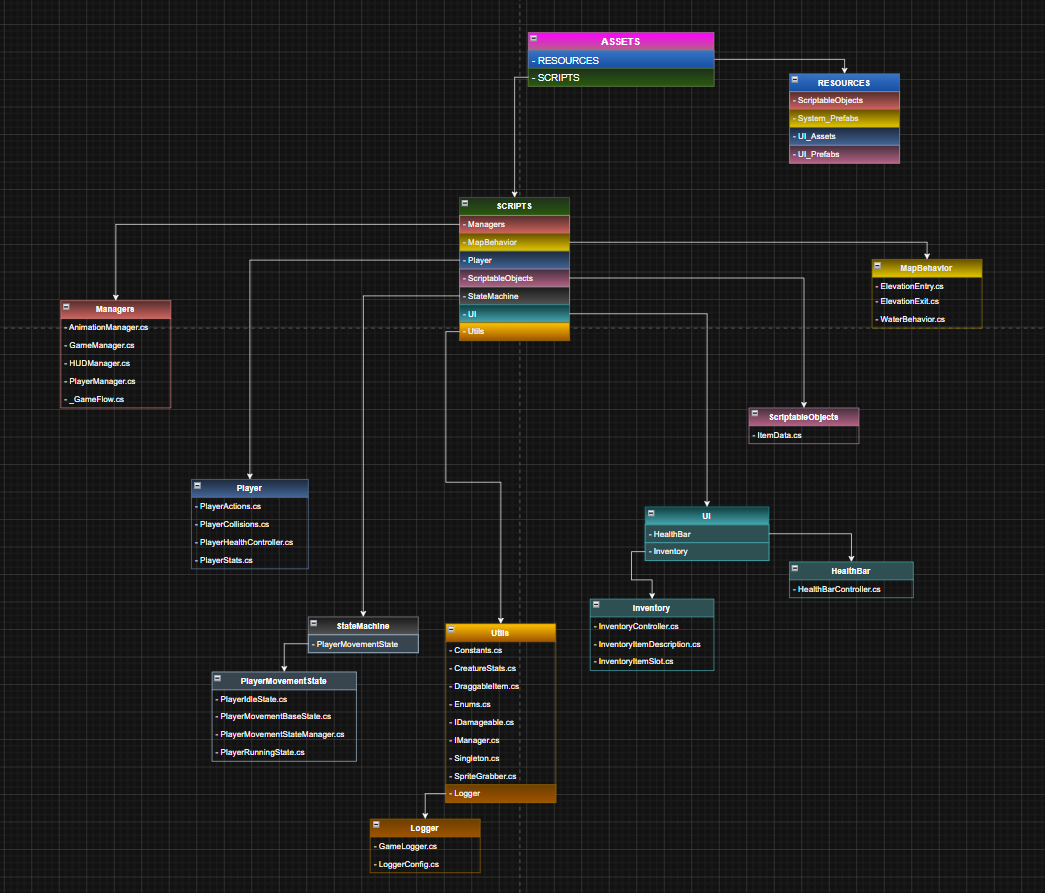 ASSETS
- RESOURCES
- SCRIPTS
RESOURCES
- ScriptableObjects
- System_Prefabs
- UI_Assets
- UI_Prefabs
SCRIPTS
- Managers
- MapBehavior
- Player
- ScriptableObjects
- StateMachine
- UI
- Utils
MapBehavior
- ElevationEntry.cs
- ElevationExit.cs
- WaterBehavior.cs
Managers
- AnimationManager.cs
- GameManager.cs
- HUDManager.cs
- PlayerManager.cs
- _GameFlow.cs
ScriptableObjects
- ItemData.cs
Player
- PlayerActions.cs
- PlayerCollisions.cs
- PlayerHealthController.cs
- PlayerStats.cs
UI
- HealthBar
- Inventory
HealthBar
- HealthBarController.cs
Inventory
- InventoryController.cs
- InventoryItemDescription.cs
- InventoryItemSlot.cs
StateMachine
- PlayerMovementState
PlayerMovementState
- PlayerIdleState.cs
- PlayerMovementBaseState.cs
- PlayerMovementStateManager.cs
- PlayerRunningState.cs
Utils
- Constants.cs
- CreatureStats.cs
- DraggableItem.cs
- Enums.cs
- IDamageable.cs
- IManager.cs
- Singleton.cs
- SpriteGrabber.cs
- Logger
Logger
- GameLogger.cs
- LoggerConfig.cs